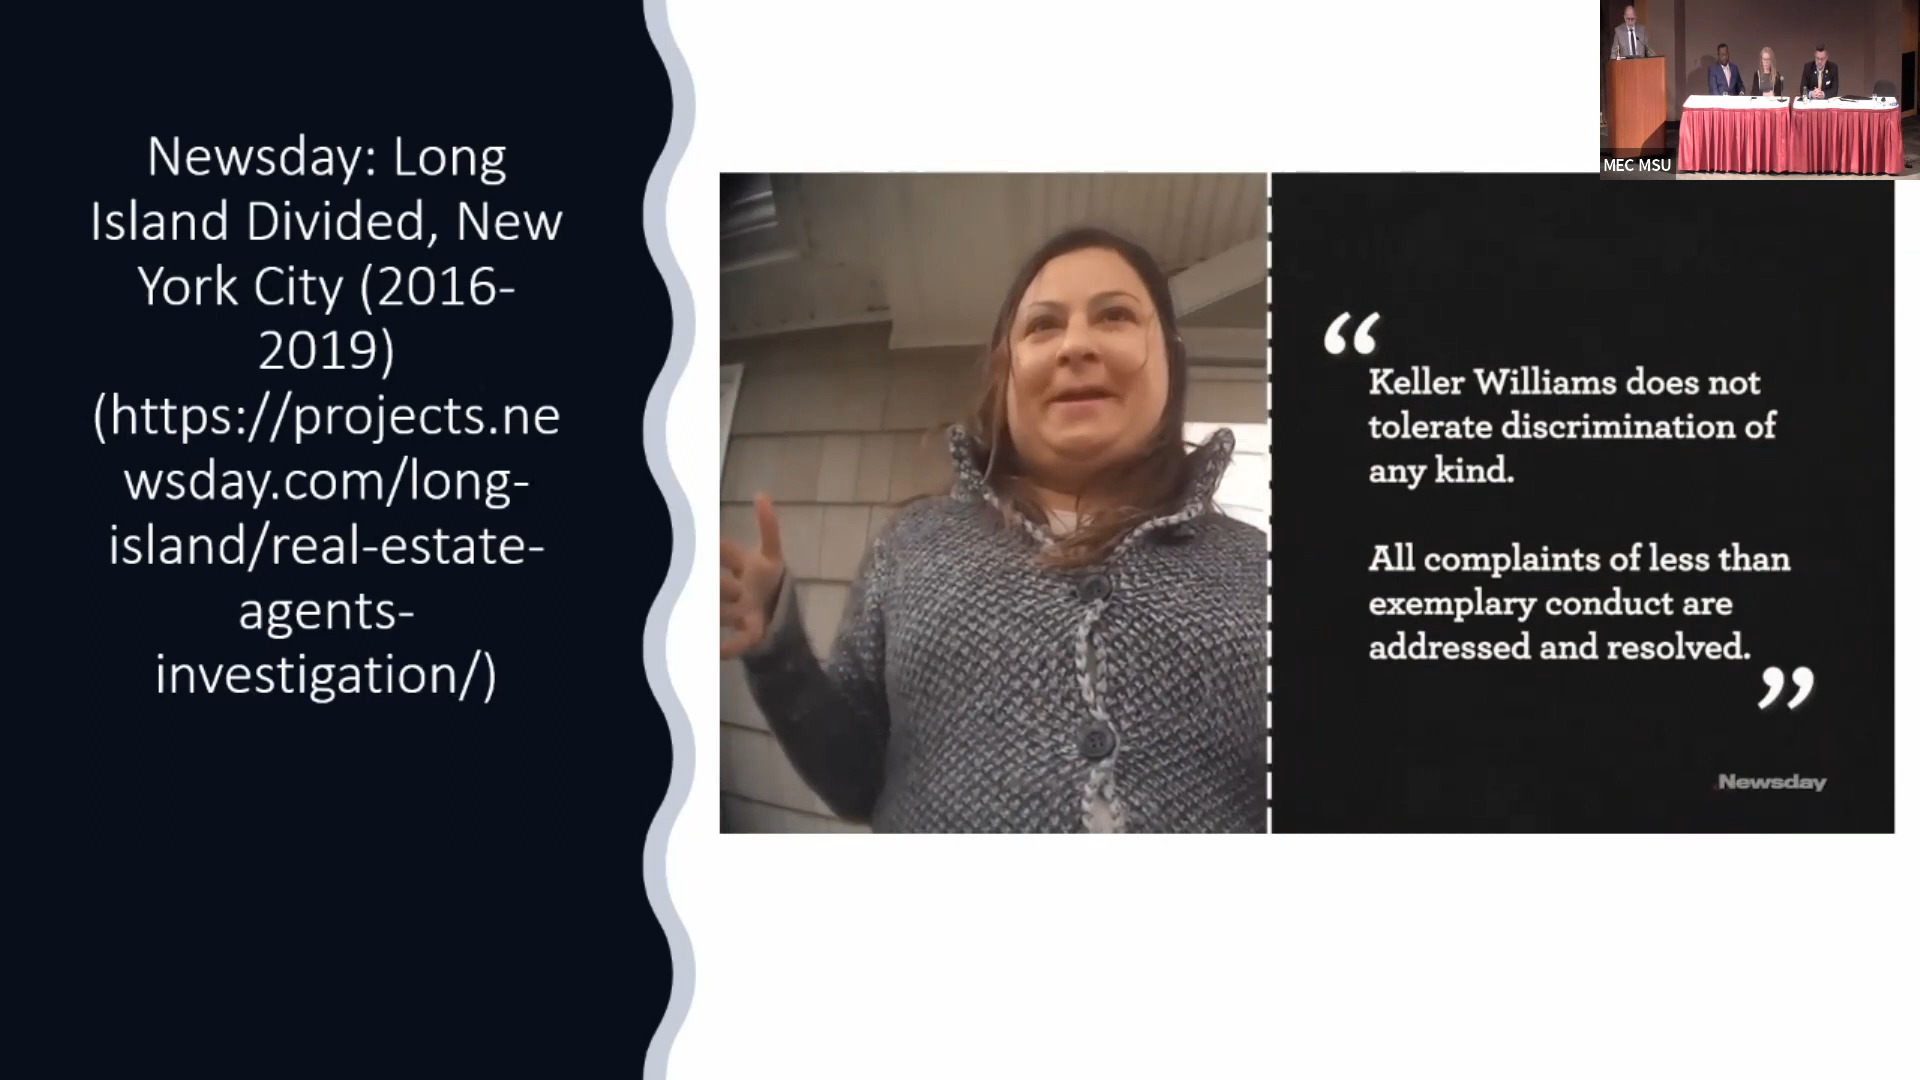 Newsday: Long
Island Divided, New
York City (2016-
2019)
(https://projects.ne
wsday.com/long-
island/real-estate-
agents-
investigation/)
“
Keller Williams does not
tolerate discrimination of
any kind.
All complaints of less than
exemplary conduct are
addressed and resolved.
”
Newsday
MEC MSU